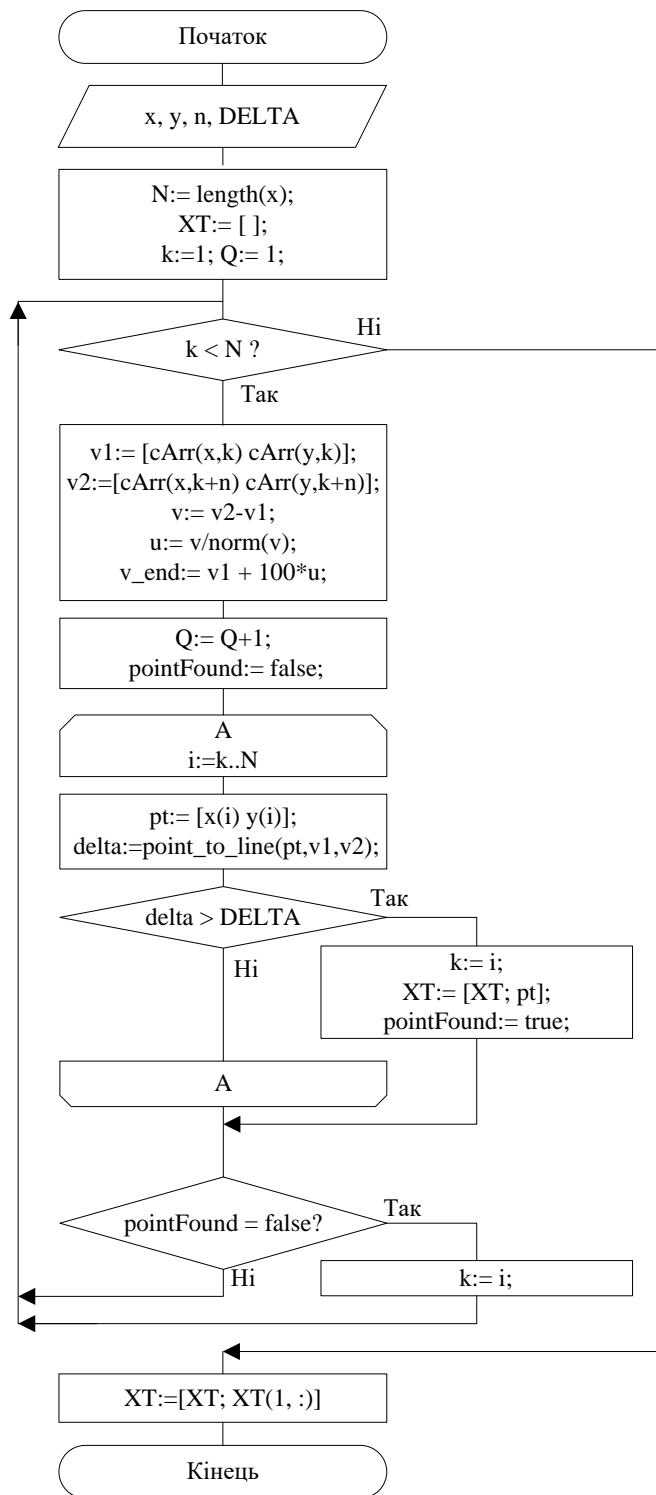 Початок
x, y, n, DELTA
N:= length(x);
XT:= [ ];
k:=1; Q:= 1;
k < N ?
Ні
Так
v1:= [cArr(x,k) cArr(y,k)];
v2:=[cArr(x,k+n) cArr(y,k+n)];
v:= v2-v1;
u:= v/norm(v);
v_end:= v1 + 100*u;
Q:= Q+1;
pointFound:= false;
A
i:=k..N
pt:= [x(i) y(i)];
delta:=point_to_line(pt,v1,v2);
delta > DELTA
Так
Ні
k:= i;
XT:= [XT; pt];
pointFound:= true;
A
pointFound = false?
Так
Ні
k:= i;
XT:=[XT; XT(1, :)]
Кінець